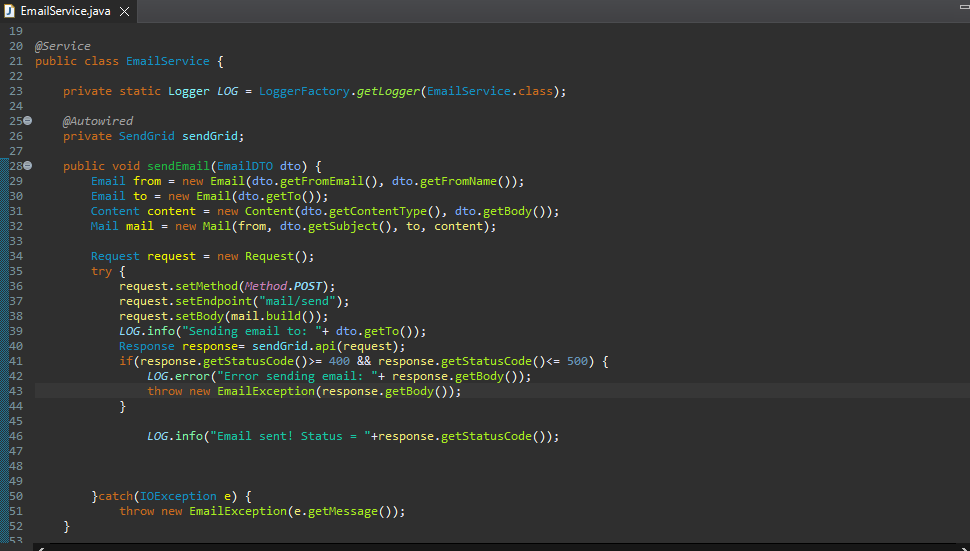 EmailService.java
19
20 @Service
21 public class EmailService {
22
23 private static Logger LOG = LoggerFactory.getLogger(EmailService.class);
24
25 @Autowired
26 private SendGrid sendGrid;
27
28 public void sendEmail(EmailDTO dto) {
29 Email from = new Email(dto.getFromEmail(), dto.getFromName());
30 Email to = new Email(dto.getTo());
31 Content content = new Content(dto.getContentType(), dto.getBody());
32 Mail mail = new Mail(from, dto.getSubject(), to, content);
33
34 Request request = new Request();
35 try {
36 request.setMethod(Method.POST);
37 request.setEndpoint("mail/send");
38 request.setBody(mail.build());
39 LOG.info("Sending email to: "+ dto.getTo());
40 Response response= sendGrid.api(request);
41 if(response.getStatusCode()>= 400 && response.getStatusCode()<= 500) {
42 LOG.error("Error sending email: "+ response.getBody());
43 throw new EmailException(response.getBody());
44 }
45
46 LOG.info("Email sent! Status = "+response.getStatusCode());
47
48
49
50 }catch(IOException e) {
51 throw new EmailException(e.getMessage());
52 }
53